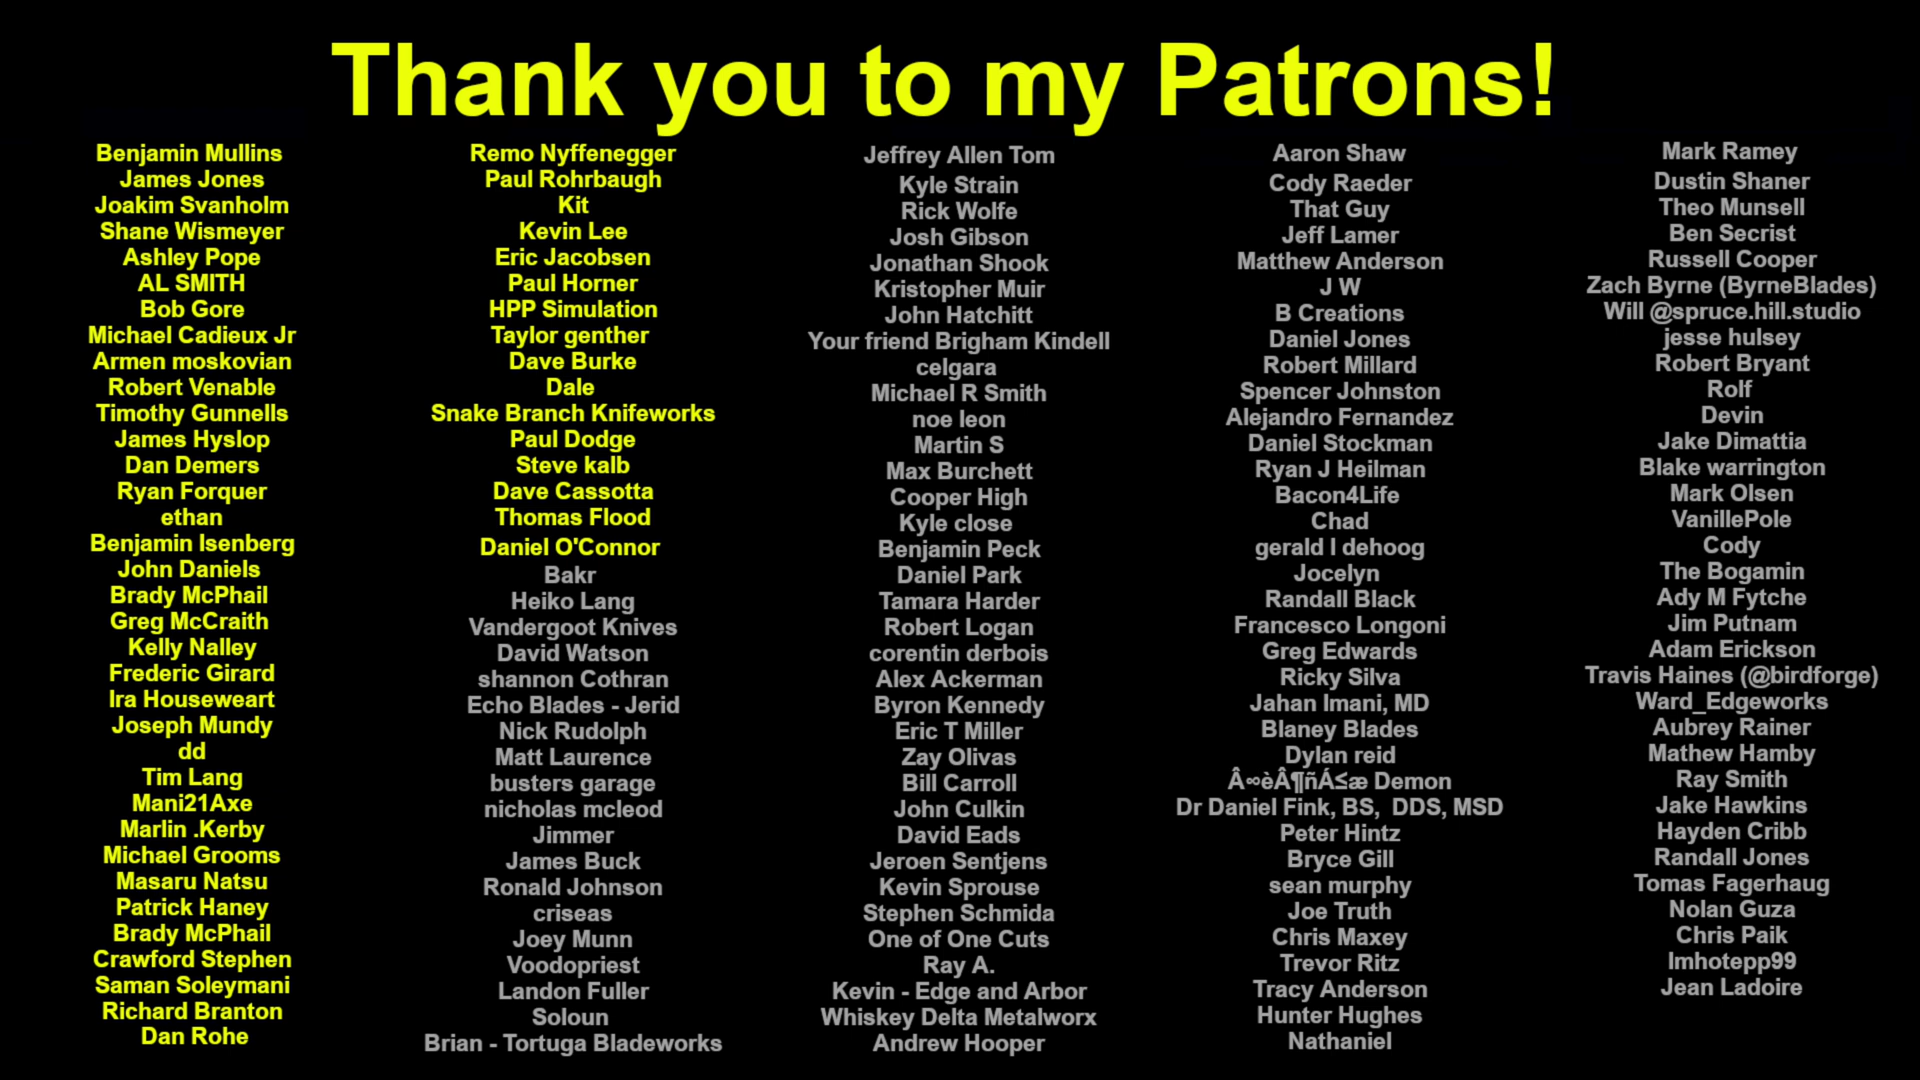 Thank you to my Patrons!
Benjamin Mullins
James Jones
Joakim Svanholm
Shane Wismeyer
Ashley Pope
AL SMITH
Bob Gore
Michael Cadieux Jr
Armen moskovian
Robert Venable
Timothy Gunnells
James Hyslop
Dan Demers
Ryan Forquer
ethan
Benjamin Isenberg
John Daniels
Brady McPhail
Greg McCraith
Kelly Nalley
Frederic Girard
Ira Houseweart
Joseph Mundy
dd
Tim Lang
Mani21Axe
Marlin .Kerby
Michael Grooms
Masaru Natsu
Patrick Haney
Brady McPhail
Crawford Stephen
Saman Soleymani
Richard Branton
Dan Rohe
Remo Nyffenegger
Paul Rohrbaugh
Kit
Kevin Lee
Eric Jacobsen
Paul Horner
HPP Simulation
Taylor genther
Dave Burke
Dale
Snake Branch Knifeworks
Paul Dodge
Steve kalb
Dave Cassotta
Thomas Flood
Daniel O'Connor
Bakr
Heiko Lang
Vandergoot Knives
David Watson
shannon Cothran
Echo Blades - Jerid
Nick Rudolph
Matt Laurence
busters garage
nicholas mcleod
Jimmer
James Buck
Ronald Johnson
criseas
Joey Munn
Voodopriest
Landon Fuller
Soloun
Brian - Tortuga Bladeworks
Jeffrey Allen Tom
Kyle Strain
Rick Wolfe
Josh Gibson
Jonathan Shook
Kristopher Muir
John Hatchitt
Your friend Brigham Kindell
celgara
Michael R Smith
noe leon
Martin S
Max Burchett
Cooper High
Kyle close
Benjamin Peck
Daniel Park
Tamara Harder
Robert Logan
corentin derbois
Alex Ackerman
Byron Kennedy
Eric T Miller
Zay Olivas
Bill Carroll
John Culkin
David Eads
Jeroen Sentjens
Kevin Sprouse
Stephen Schmida
One of One Cuts
Ray A.
Kevin - Edge and Arbor
Whiskey Delta Metalworx
Andrew Hooper
Aaron Shaw
Cody Raeder
That Guy
Jeff Lamer
Matthew Anderson
J W
B Creations
Daniel Jones
Robert Millard
Spencer Johnston
Alejandro Fernandez
Daniel Stockman
Ryan J Heilman
Bacon4Life
Chad
gerald l dehoog
Jocelyn
Randall Black
Francesco Longoni
Greg Edwards
Ricky Silva
Jahan Imani, MD
Blaney Blades
Dylan reid
Â∞èÂ¶ñÁ≤æ Demon
Dr Daniel Fink, BS,  DDS, MSD
Peter Hintz
Bryce Gill
sean murphy
Joe Truth
Chris Maxey
Trevor Ritz
Tracy Anderson
Hunter Hughes
Nathaniel
Mark Ramey
Dustin Shaner
Theo Munsell
Ben Secrist
Russell Cooper
Zach Byrne (ByrneBlades)
Will @spruce.hill.studio
jesse hulsey
Robert Bryant
Rolf
Devin
Jake Dimattia
Blake warrington
Mark Olsen
VanillePole
Cody
The Bogamin
Ady M Fytche
Jim Putnam
Adam Erickson
Travis Haines (@birdforge)
Ward_Edgeworks
Aubrey Rainer
Mathew Hamby
Ray Smith
Jake Hawkins
Hayden Cribb
Randall Jones
Tomas Fagerhaug
Nolan Guza
Chris Paik
Imhotepp99
Jean Ladoire